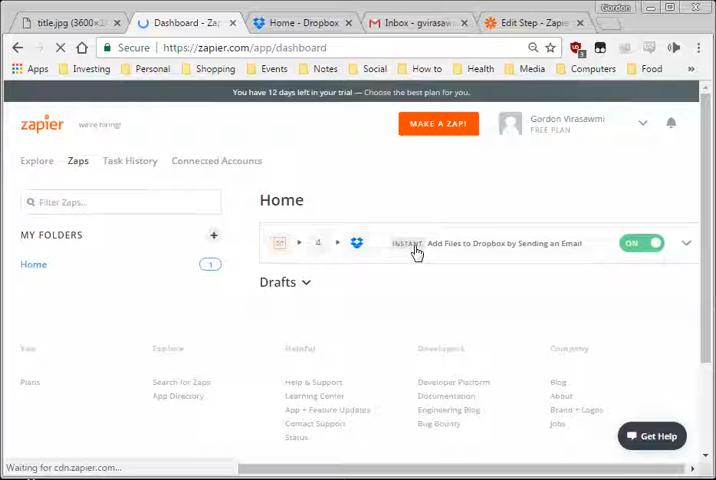 Gordon
title.jpg (3600×2
Dashboard - Za
Home - Dropbox
Inbox - gvirasaw
Edit Step - Zapie
Secure
https://zapier.com/app/dashboard
Apps
Investing
Personal
Shopping
Events
Notes
Social
How to
Health
Media
Computers
Food
You have 12 days left in your trial — Choose the best plan for you.
zapier
we're hiring!
MAKE A ZAP!
Gordon Virasawmi
FREE PLAN
Explore
Zaps
Task History
Connected Accounts
Filter Zaps...
Home
MY FOLDERS
+
4
INSTANT
Add Files to Dropbox by Sending an Email
ON
Home
1
Drafts
You
Explore
Helpful
Developers
Company
Plans
Search for Zaps
Help & Support
Developer Platform
Blog
App Directory
Learning Center
Documentation
About
App + Feature Updates
Engineering Blog
Brand + Logos
Contact Support
Bug Bounty
Jobs
Status
Get Help
Waiting for cdn.zapier.com...